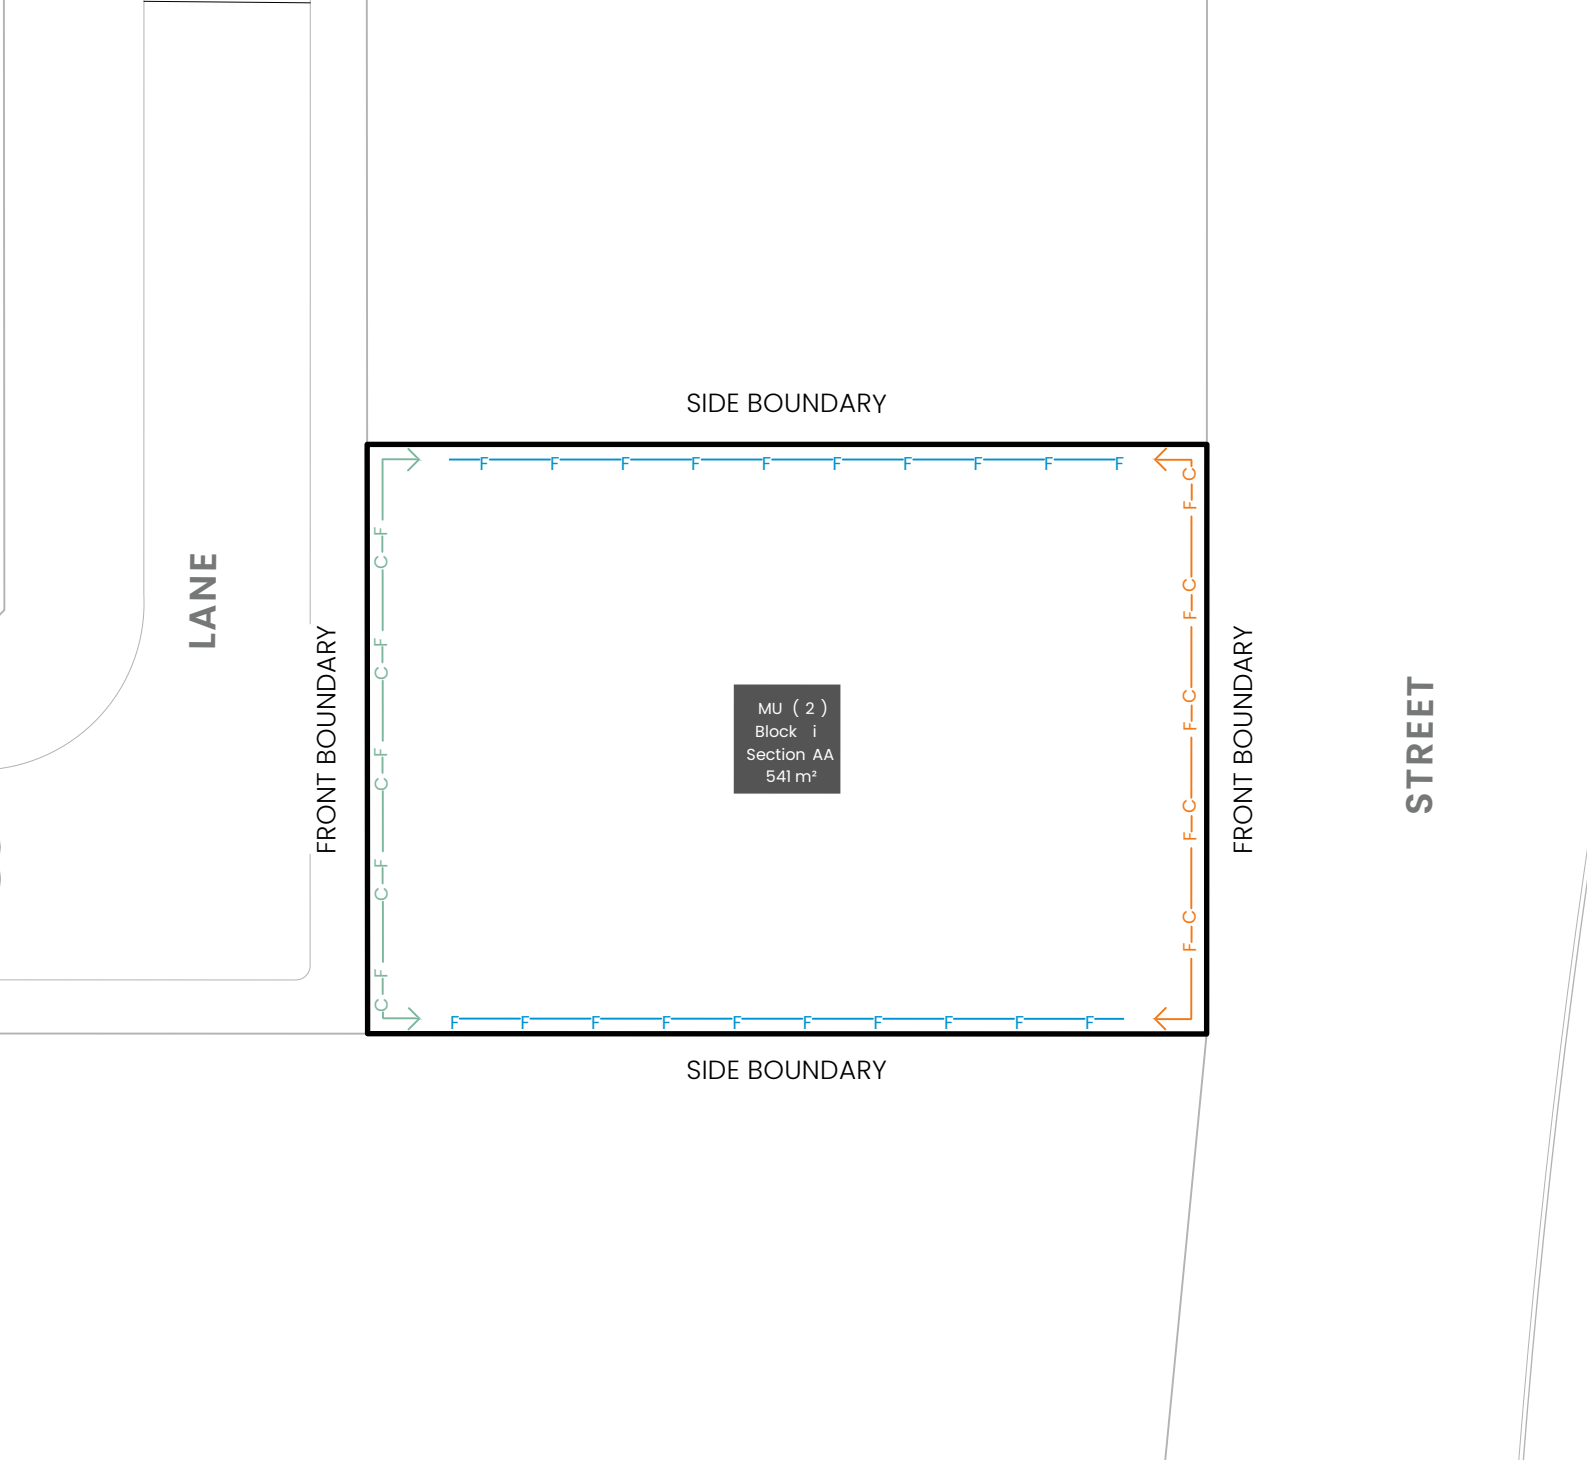 SIDE BOUNDARY
F F F F F F F F F F
LANE
FRONT BOUNDARY
F C
F C
F C
F C
F C
MU ( 2 )
Block i
Section AA
541 m²
F C
F C
F C
F C
F C
FRONT BOUNDARY
STREET
F F F F F F F F F F
SIDE BOUNDARY